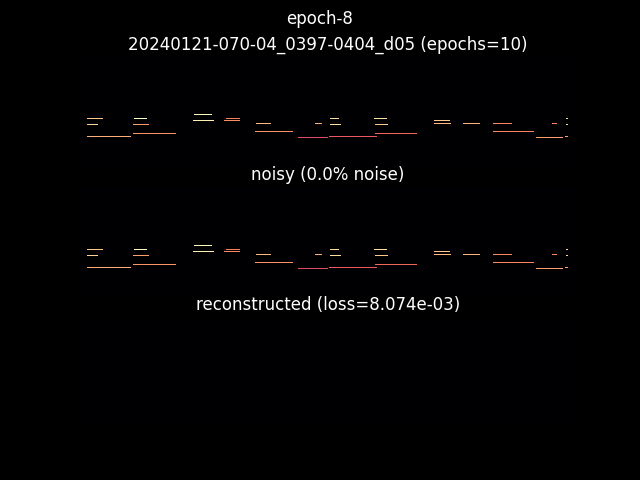 epoch-8
20240121-070-04_0397-0404_d05 (epochs=10)
noisy (0.0% noise)
reconstructed (loss=8.074e-03)